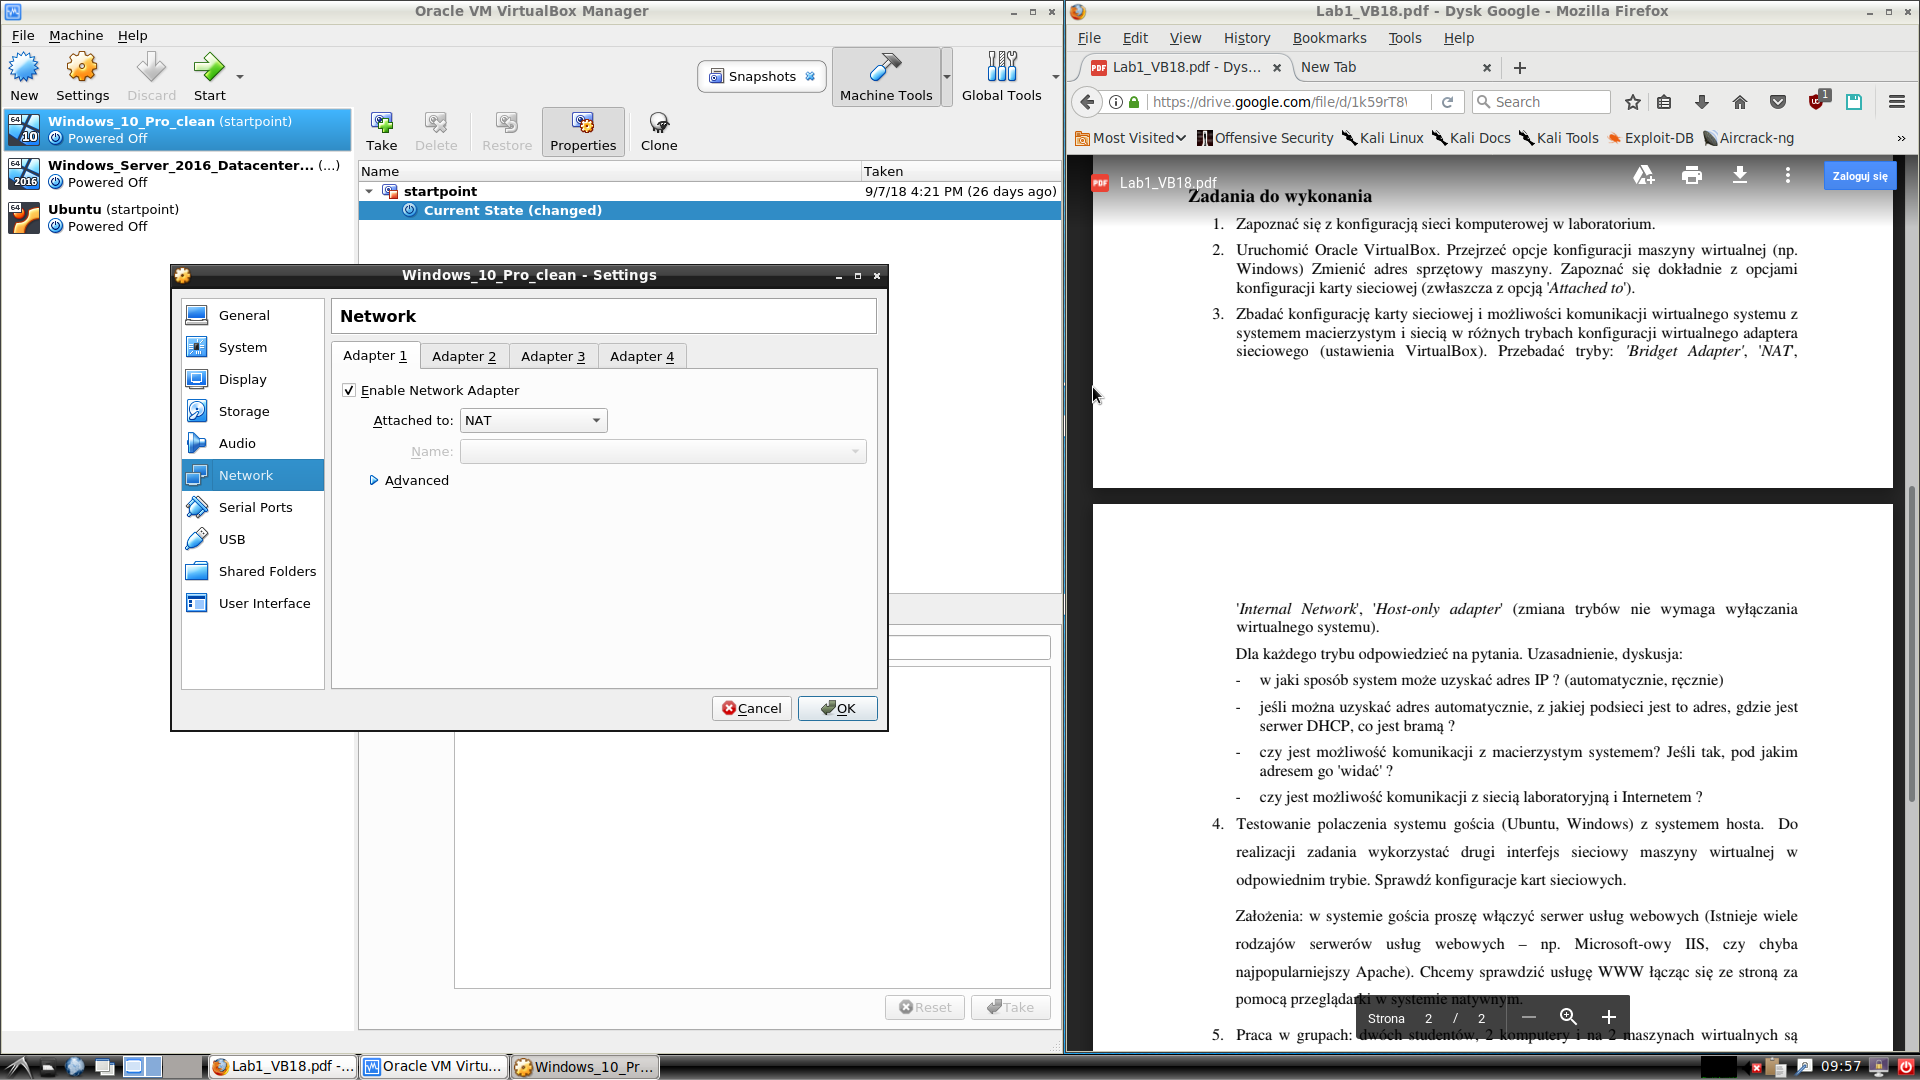 Oracle VM VirtualBox Manager
File Machine Help
New Settings Discard Start
Snapshots
Machine Tools
Global Tools
Windows_10_Pro_clean (startpoint)
Powered Off
Windows_Server_2016_Datacenter... (...)
Powered Off
Ubuntu (startpoint)
Powered Off
Take Delete Restore Properties Clone
Name Taken
startpoint 9/7/18 4:21 PM (26 days ago)
Current State (changed)
Windows_10_Pro_clean - Settings
General
System
Display
Storage
Audio
Network
Serial Ports
USB
Shared Folders
User Interface
Network
Adapter 1 Adapter 2 Adapter 3 Adapter 4
Enable Network Adapter
Attached to: NAT
Name:
Advanced
Cancel OK
Reset Take
Lab1_VB18.pdf - Dysk Google - Mozilla Firefox
File Edit View History Bookmarks Tools Help
Lab1_VB18.pdf - Dys... New Tab
https://drive.google.com/file/d/1k59rT8 Search 1
Most Visited Offensive Security Kali Linux Kali Docs Kali Tools Exploit-DB Aircrack-ng »
PDF Lab1_VB18.pdf Zaloguj się
Zadania do wykonania
1. Zapoznać się z konfiguracją sieci komputerowej w laboratorium.
2. Uruchomić Oracle VirtualBox. Przejrzeć opcje konfiguracji maszyny wirtualnej (np.
Windows) Zmienić adres sprzętowy maszyny. Zapoznać się dokładnie z opcjami
konfiguracji karty sieciowej (zwłaszcza z opcją 'Attached to').
3. Zbadać konfigurację karty sieciowej i możliwości komunikacji wirtualnego systemu z
systemem macierzystym i siecią w różnych trybach konfiguracji wirtualnego adaptera
sieciowego (ustawienia VirtualBox). Przebadać tryby: 'Bridget Adapter', 'NAT',
'Internal Network', 'Host-only adapter' (zmiana trybów nie wymaga wyłączania
wirtualnego systemu).
Dla każdego trybu odpowiedzieć na pytania. Uzasadnienie, dyskusja:
- w jaki sposób system może uzyskać adres IP ? (automatycznie, ręcznie)
- jeśli można uzyskać adres automatycznie, z jakiej podsieci jest to adres, gdzie jest
serwer DHCP, co jest bramą ?
- czy jest możliwość komunikacji z macierzystym systemem? Jeśli tak, pod jakim
adresem go 'widać' ?
- czy jest możliwość komunikacji z siecią laboratoryjną i Internetem ?
4. Testowanie polaczenia systemu gościa (Ubuntu, Windows) z systemem hosta. Do
realizacji zadania wykorzystać drugi interfejs sieciowy maszyny wirtualnej w
odpowiednim trybie. Sprawdź konfiguracje kart sieciowych.
Założenia: w systemie gościa proszę włączyć serwer usług webowych (Istnieje wiele
rodzajów serwerów usług webowych – np. Microsoft-owy IIS, czy chyba
najpopularniejszy Apache). Chcemy sprawdzić usługę WWW łącząc się ze stroną za
pomocą przeglądarki w systemie natywnym.
Strona 2 / 2
5. Praca w grupach: dwóch studentów, 2 komputery i na 2 maszynach wirtualnych są
Lab1_VB18.pdf -... Oracle VM Virtu... Windows_10_Pr... 09:57